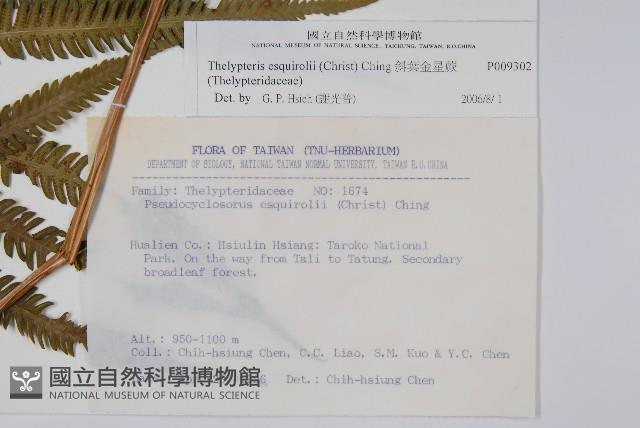 國立自然科學博物館
NATIONAL MUSEUM OF NATURAL SCIENCE, TAICHUNG, TAIWAN, R.O.CHINA
Thelypteris esquirolii (Christ) Ching 斜葉金星蕨 P009302
(Thelypteridaceae)
Det. by G. P. Hsieh (謝光普) 2006/8/1
FLORA OF TAIWAN (TNU-HERBARIUM)
DEPARTMENT OF BIOLOGY, NATIONAL TAIWAN NORMAL UNIVERSITY, TAIWAN R.O.CHINA
Family: Thelypteridaceae NO: 1674
Pseudocyclosorus esquirolii (Christ) Ching
Hualien Co.: Hsiulin Hsiang: Taroko National
Park. On the way from Tali to Tatung. Secondary
broadleaf forest.
Alt.: 950-1100 m
Coll.: Chih-hsiung Chen, C.C. Liao, S.M. Kuo & Y.C. Chen
Det.: Chih-hsiung Chen
國立自然科學博物館
NATIONAL MUSEUM OF NATURAL SCIENCE